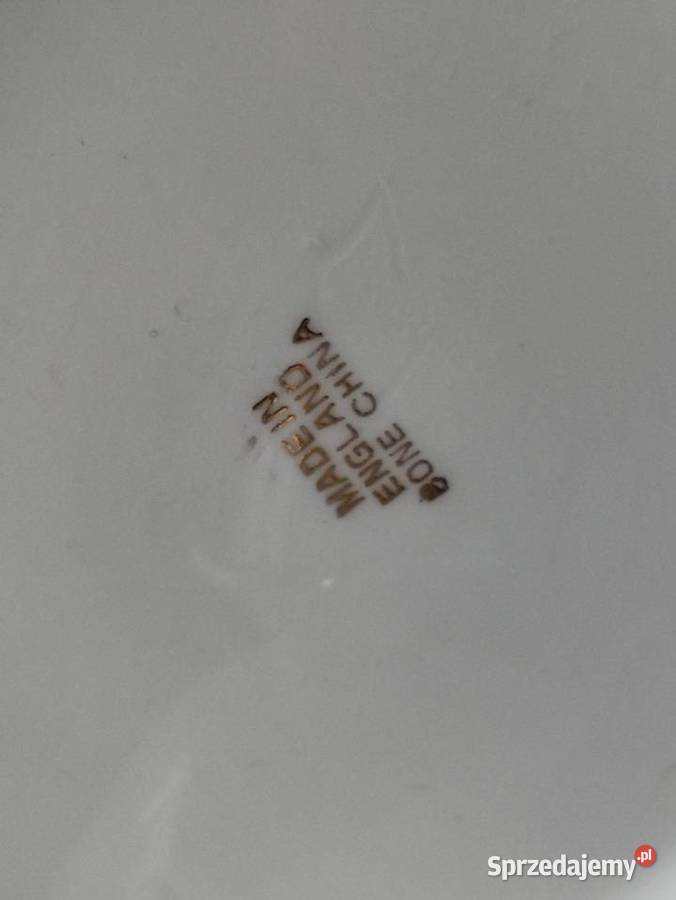 MADE IN
ENGLAND
BONE CHINA
Sprzedajemy.pl